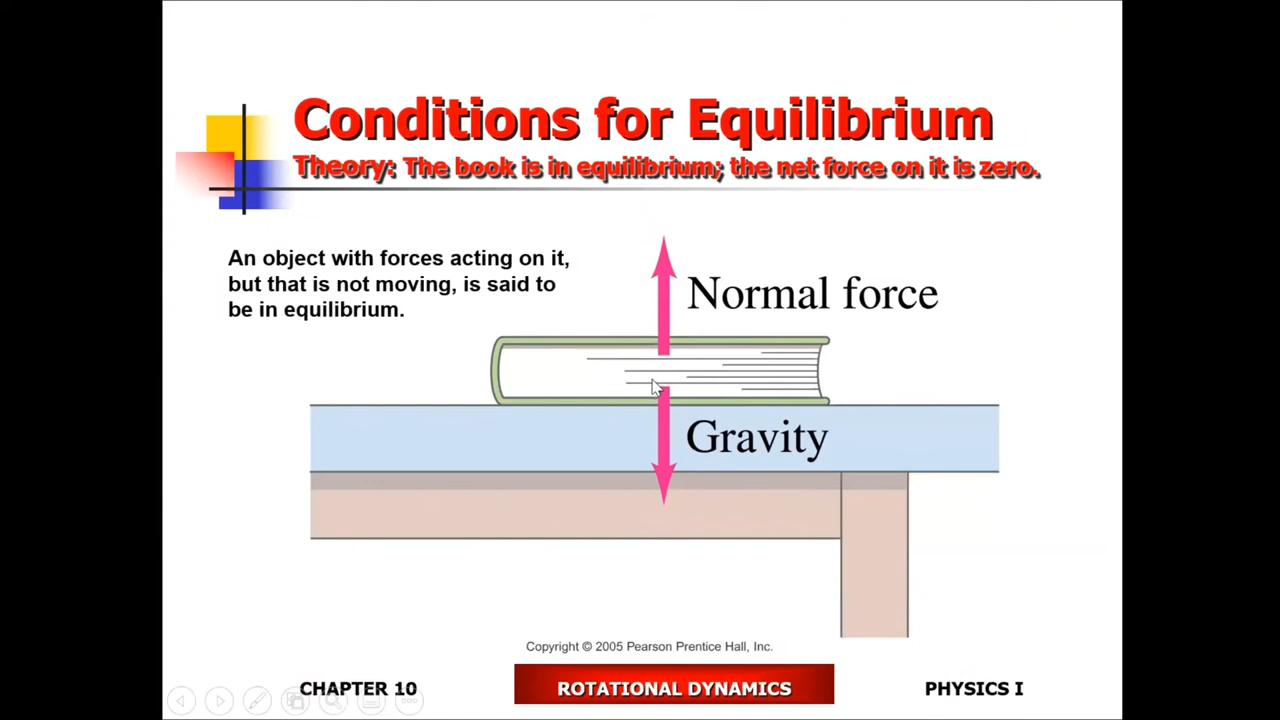 Conditions for Equilibrium
Theory: The book is in equilibrium; the net force on it is zero.
An object with forces acting on it,
but that is not moving, is said to
be in equilibrium.
Normal force
Gravity
Copyright © 2005 Pearson Prentice Hall, Inc.
CHAPTER 10
ROTATIONAL DYNAMICS
PHYSICS I